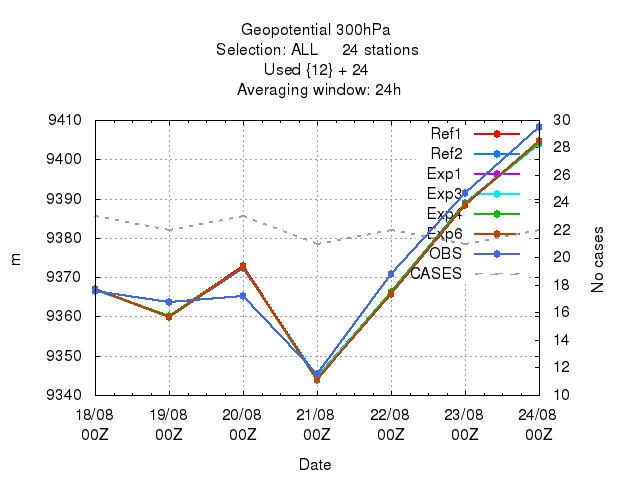 Geopotential 300hPa
Selection: ALL 24 stations
Used {12} + 24
Averaging window: 24h
9410
9400
9390
9380
9370
9360
9350
9340
m
30
28
26
24
22
20
18
16
14
12
10
No cases
Ref1
Ref2
Exp1
Exp3
Exp4
Exp6
OBS
CASES
18/08 19/08 20/08 21/08 22/08 23/08 24/08
00Z 00Z 00Z 00Z 00Z 00Z 00Z
Date